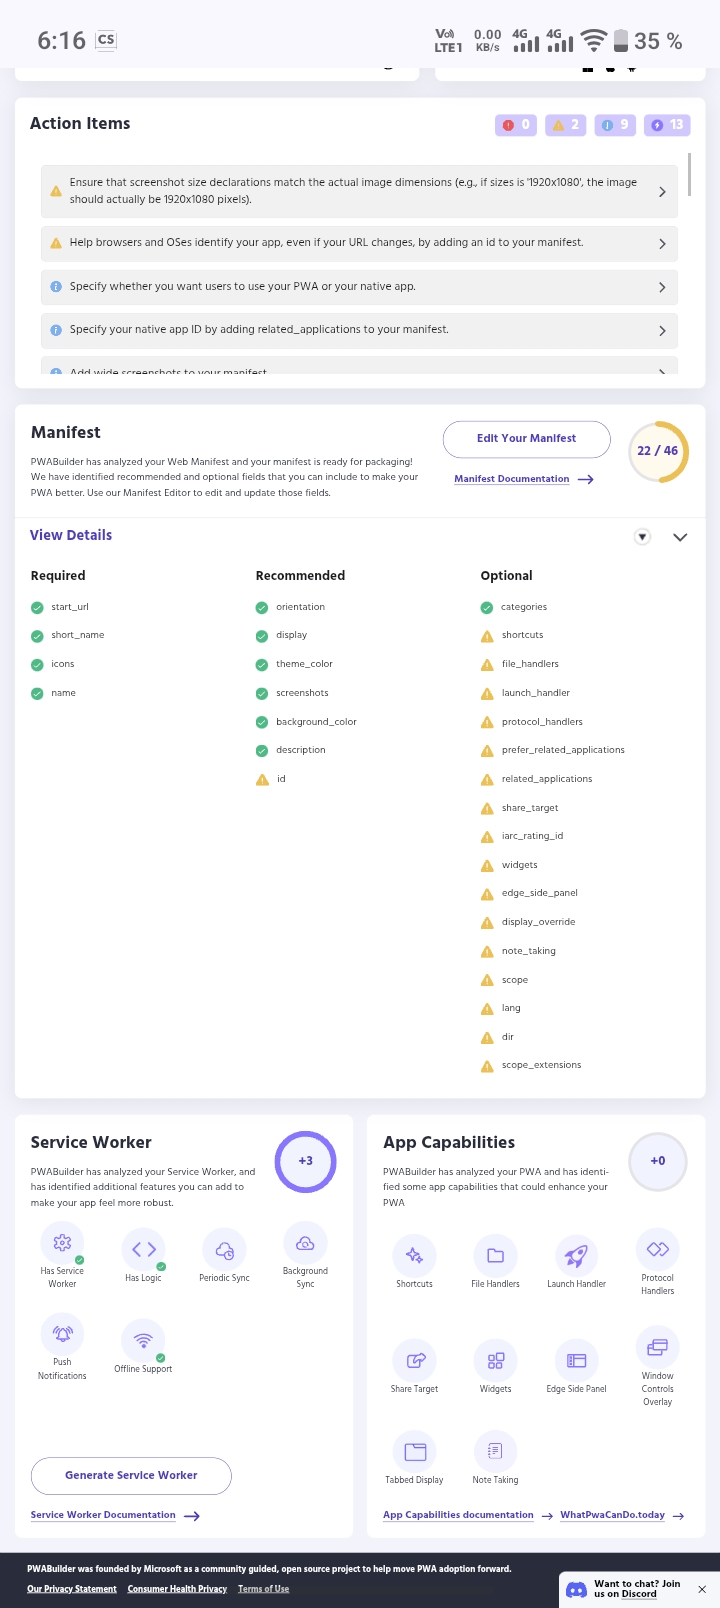 6:16 CS Vo) LTE1 0.00 KB/s 4G 4G 35 %
Action Items 0 2 9 13
Ensure that screenshot size declarations match the actual image dimensions (e.g., if sizes is '1920x1080', the image
should actually be 1920x1080 pixels).
Help browsers and OSes identify your app, even if your URL changes, by adding an id to your manifest.
Specify whether you want users to use your PWA or your native app.
Specify your native app ID by adding related_applications to your manifest.
Add wide screenshots to your manifest
Manifest
PWABuilder has analyzed your Web Manifest and your manifest is ready for packaging!
We have identified recommended and optional fields that you can include to make your
PWA better. Use our Manifest Editor to edit and update those fields.
Edit Your Manifest
Manifest Documentation
22 / 46
View Details
Required
start_url
short_name
icons
name
Recommended
orientation
display
theme_color
screenshots
background_color
description
id
Optional
categories
shortcuts
file_handlers
launch_handler
protocol_handlers
prefer_related_applications
related_applications
share_target
iarc_rating_id
widgets
edge_side_panel
display_override
note_taking
scope
lang
dir
scope_extensions
Service Worker
PWABuilder has analyzed your Service Worker, and
has identified additional features you can add to
make your app feel more robust.
+3
Has Service
Worker
Has Logic
Periodic Sync
Background
Sync
Push
Notifications
Offline Support
Generate Service Worker
Service Worker Documentation
App Capabilities
PWABuilder has analyzed your PWA and has identi-
fied some app capabilities that could enhance your
PWA
+0
Shortcuts
File Handlers
Launch Handler
Protocol
Handlers
Share Target
Widgets
Edge Side Panel
Window
Controls
Overlay
Tabbed Display
Note Taking
App Capabilities documentation
WhatPwaCanDo.today
PWABuilder was founded by Microsoft as a community guided, open source project to help move PWA adoption forward.
Our Privacy Statement Consumer Health Privacy Terms of Use
Want to chat? Join
us on Discord